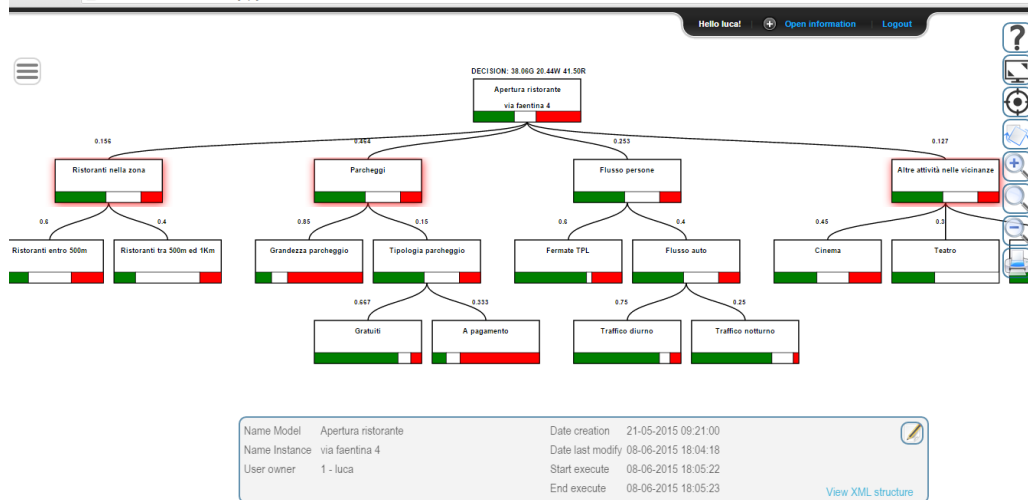 Hello luca! Open information Logout
DECISION: 38.06G 20.44W 41.50R
Apertura ristorante
via faentina 4
0.156 0.464 0.253 0.127
Ristoranti nella zona Parcheggi Flusso persone Altre attività nelle vicinanze
0.6 0.4 0.85 0.15 0.6 0.4 0.45 0.3
Ristoranti entro 500m Ristoranti tra 500m ed 1Km Grandezza parcheggio Tipologia parcheggio Fermate TPL Flusso auto Cinema Teatro
0.667 0.333 0.75 0.25
Gratuiti A pagamento Traffico diurno Traffico notturno
Name Model Apertura ristorante Date creation 21-05-2015 09:21:00
Name Instance via faentina 4 Date last modify 08-06-2015 18:04:18
User owner 1 - luca Start execute 08-06-2015 18:05:22
End execute 08-06-2015 18:05:23
View XML structure